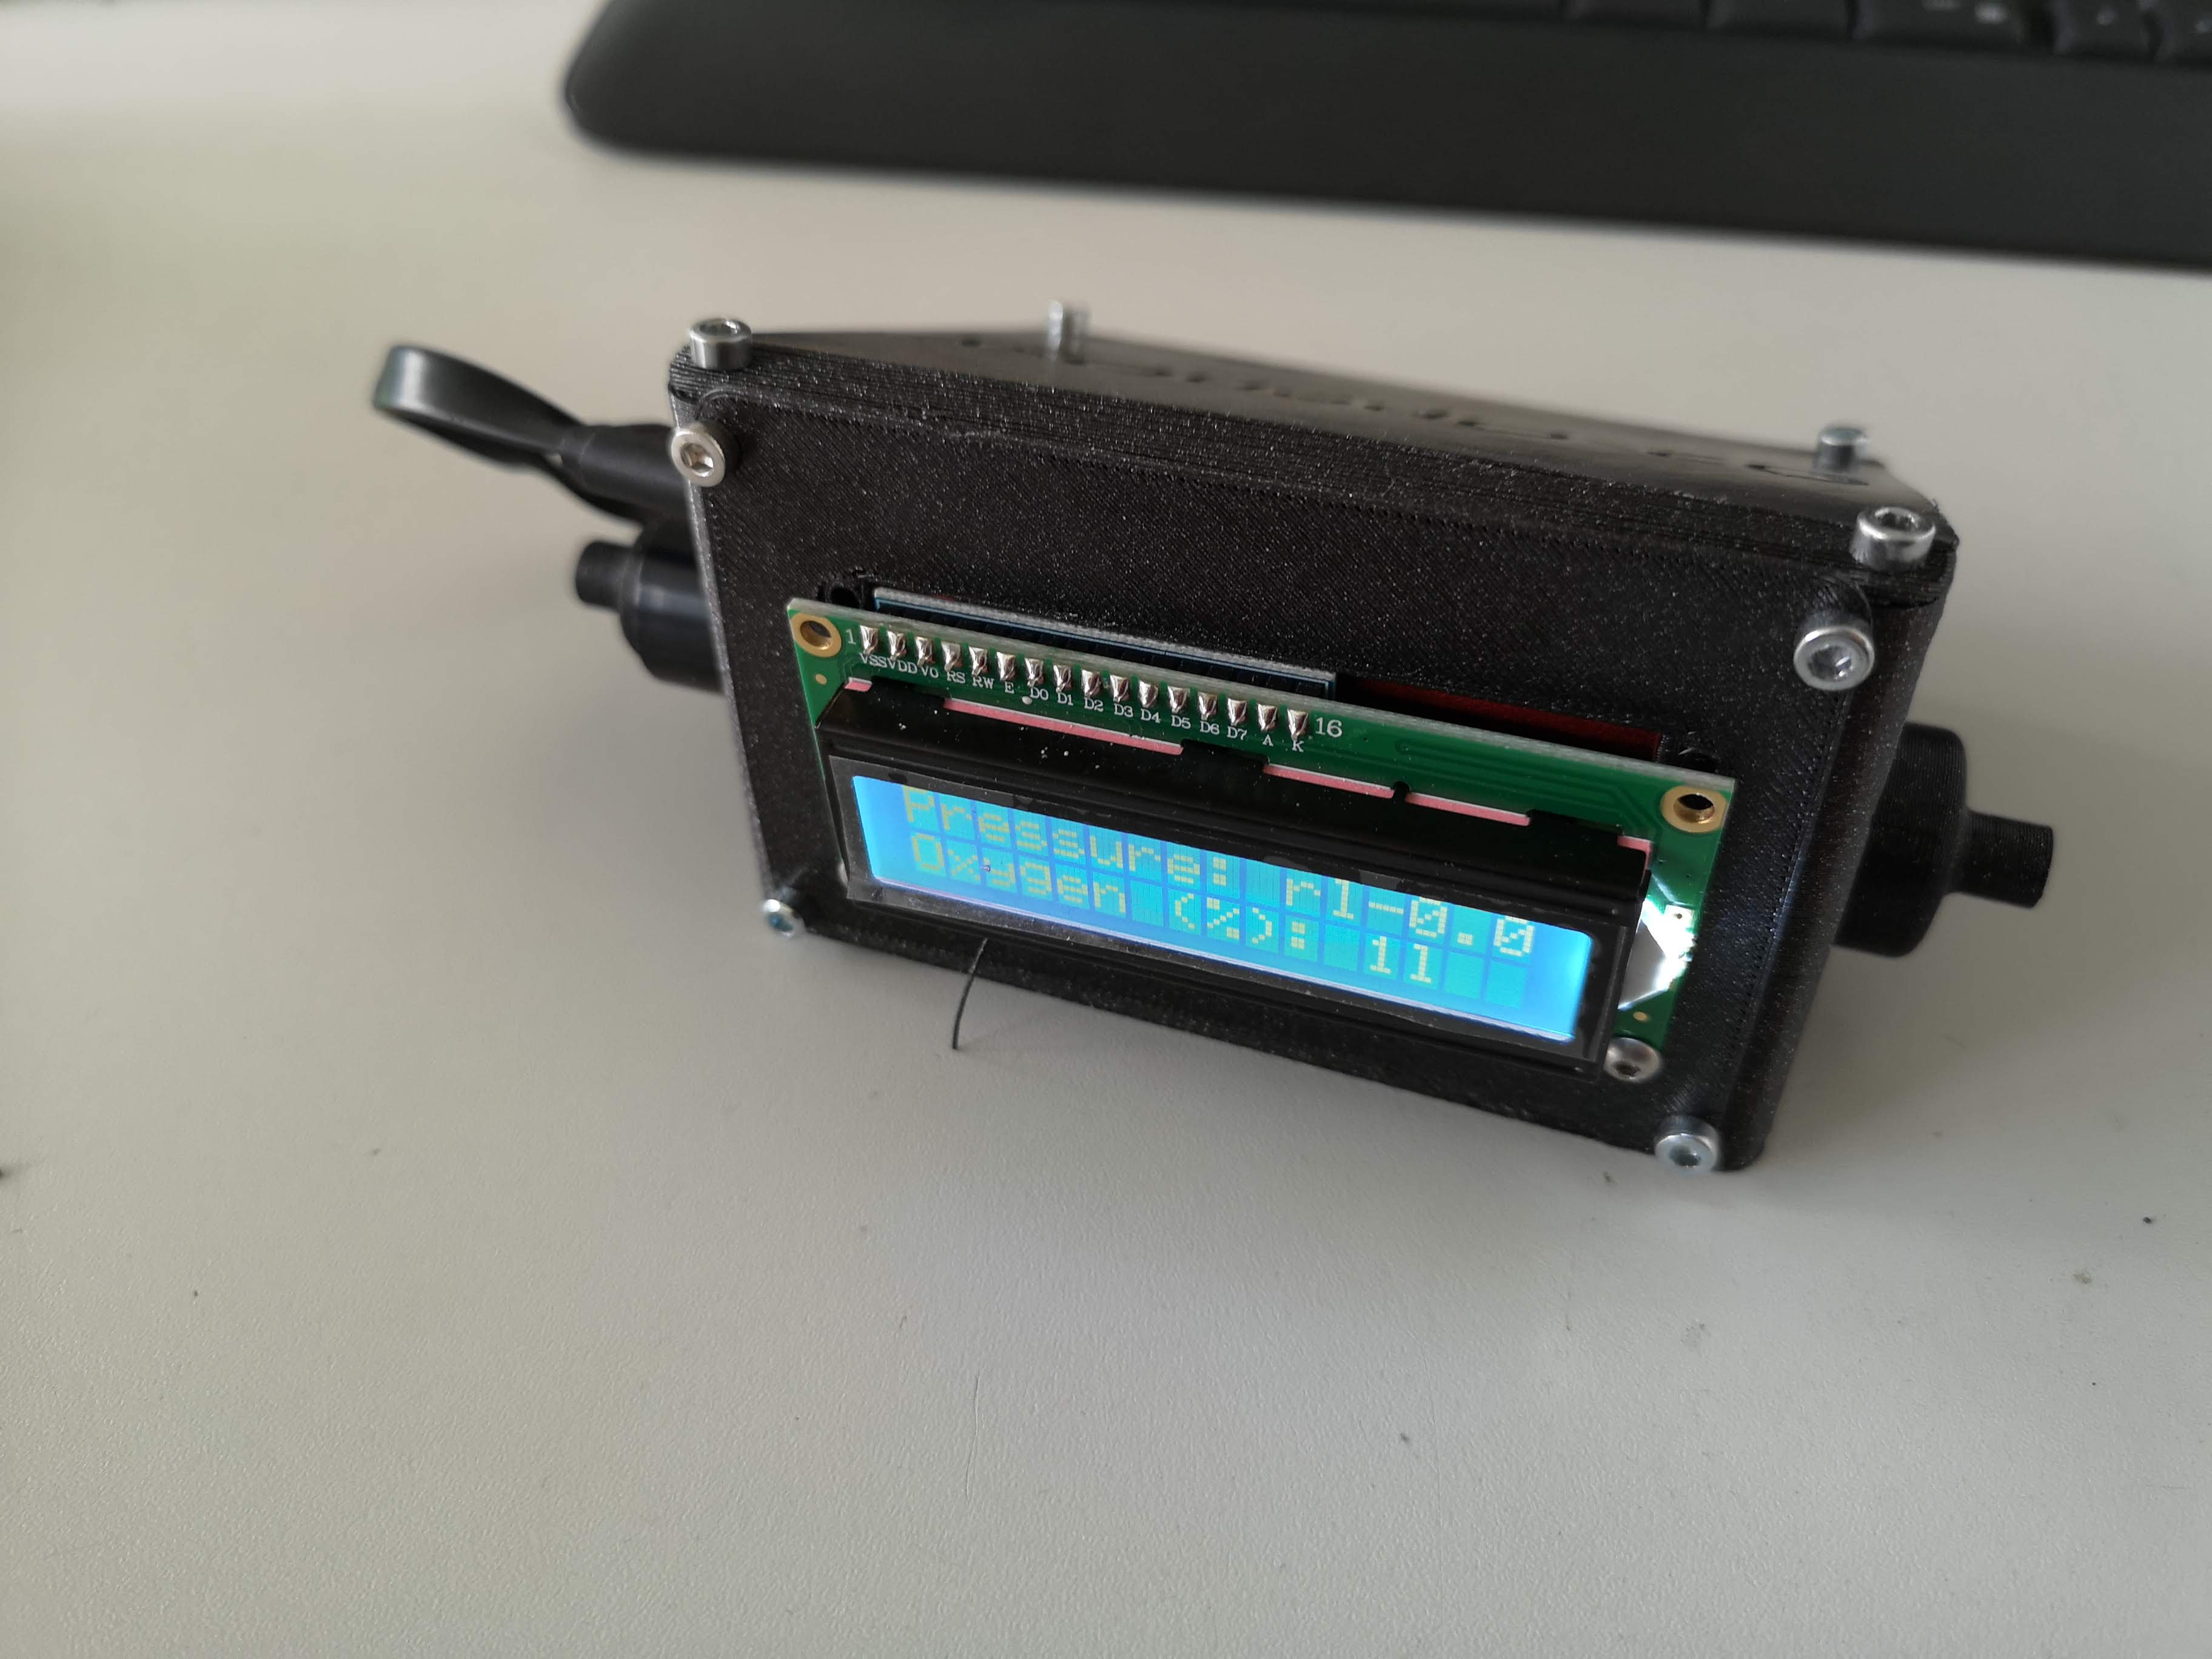 1 16
VSS VDD VO RS RW E D0 D1 D2 D3 D4 D5 D6 D7 A K
Pressure: rl-0.0
Oxygen (%): 11